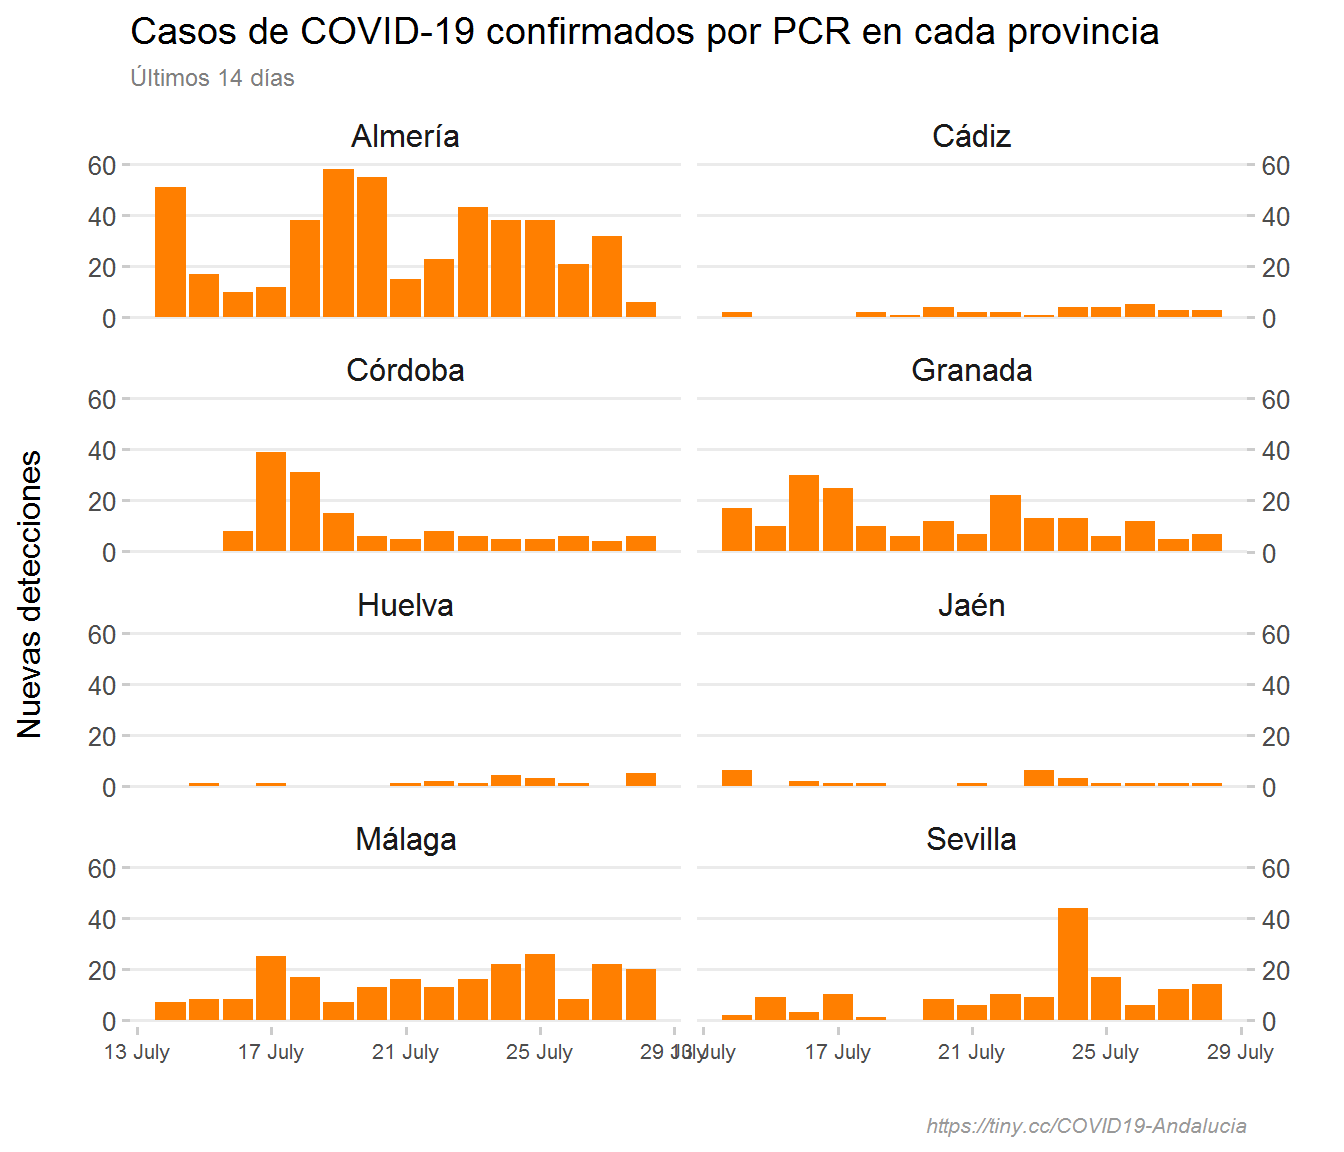 Casos de COVID-19 confirmados por PCR en cada provincia
Últimos 14 días
Almería
Cádiz
60
40
20
0
60
40
20
0
Córdoba
Granada
60
40
20
0
60
40
20
0
Nuevas detecciones
Huelva
Jaén
60
40
20
0
60
40
20
0
Málaga
Sevilla
60
40
20
0
60
40
20
0
13 July 17 July 21 July 25 July 29 July
13 July 17 July 21 July 25 July 29 July
https://tiny.cc/COVID19-Andalucia